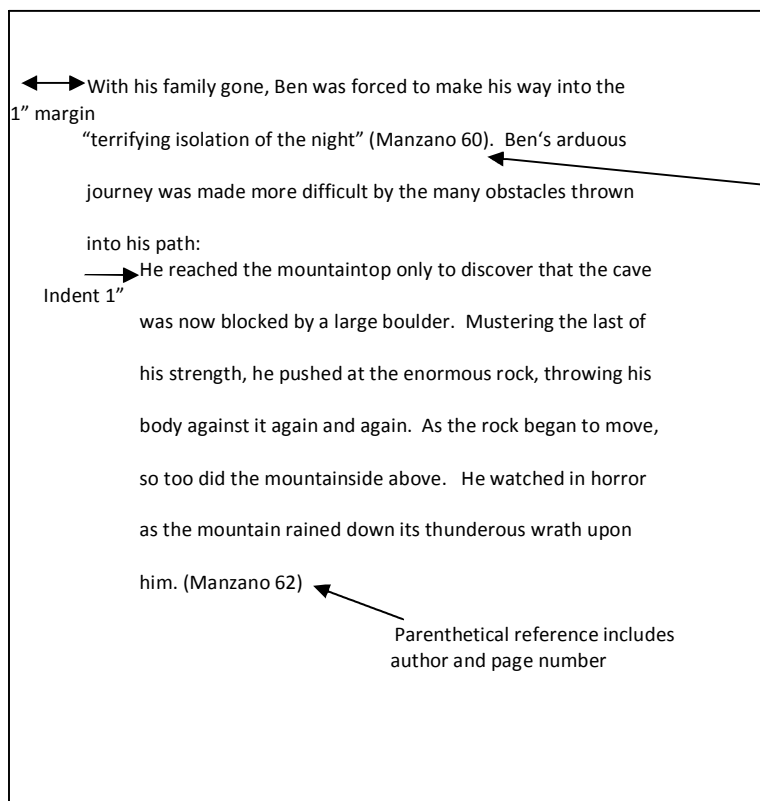 With his family gone, Ben was forced to make his way into the
1” margin
“terrifying isolation of the night” (Manzano 60).  Ben‘s arduous
journey was made more difficult by the many obstacles thrown
into his path:
He reached the mountaintop only to discover that the cave
Indent 1”
was now blocked by a large boulder.  Mustering the last of
his strength, he pushed at the enormous rock, throwing his
body against it again and again.  As the rock began to move,
so too did the mountainside above.   He watched in horror
as the mountain rained down its thunderous wrath upon
him. (Manzano 62)
Parenthetical reference includes
author and page number